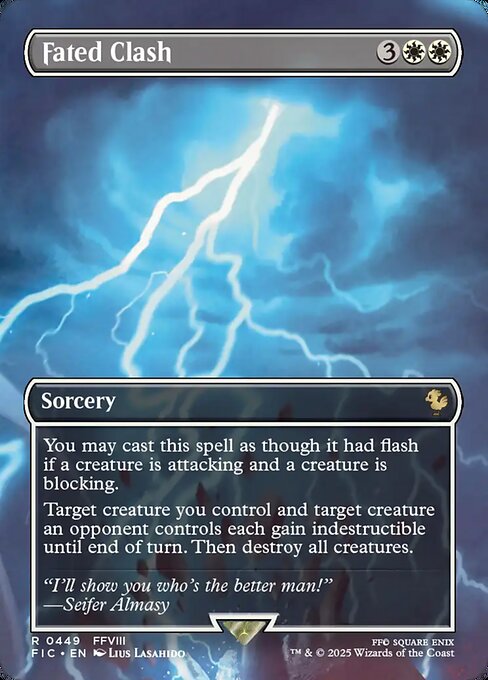 Fated Clash 3
Sorcery
You may cast this spell as though it had flash
if a creature is attacking and a creature is
blocking.
Target creature you control and target creature
an opponent controls each gain indestructible
until end of turn. Then destroy all creatures.
“I’ll show you who’s the better man!”
—Seifer Almasy
R 0449 FFVIII
FIC • EN Lius Lasahido
FF© SQUARE ENIX
™ & © 2025 Wizards of the Coast